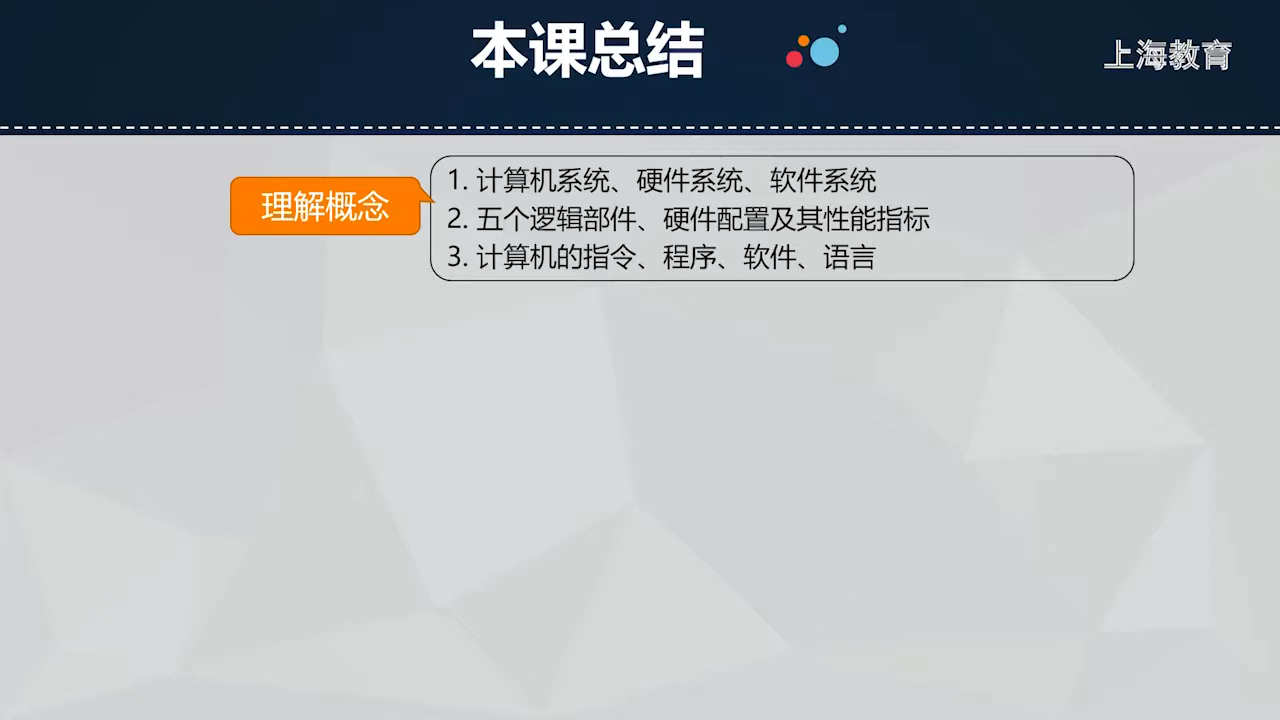 本课总结
上海教育
理解概念
1. 计算机系统、硬件系统、软件系统
2. 五个逻辑部件、硬件配置及其性能指标
3. 计算机的指令、程序、软件、语言